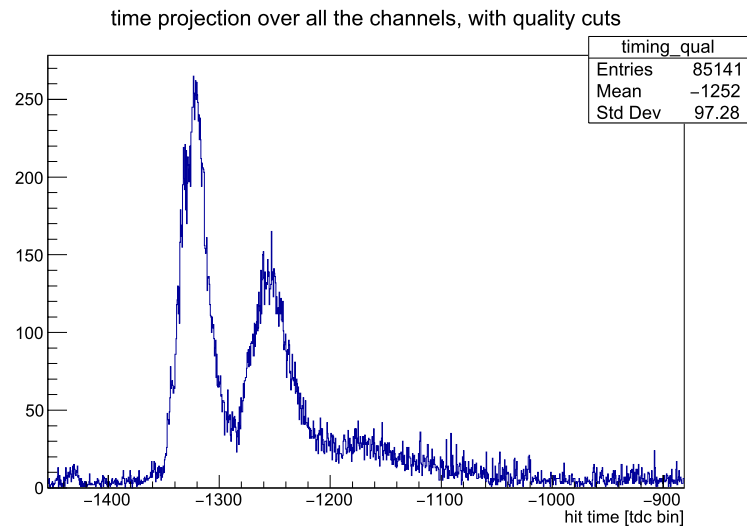 time projection over all the channels, with quality cuts
timing_qual
Entries 85141
Mean −1252
Std Dev 97.28
250
200
150
100
50
0
−1400 −1300 −1200 −1100 −1000 −900
hit time [tdc bin]